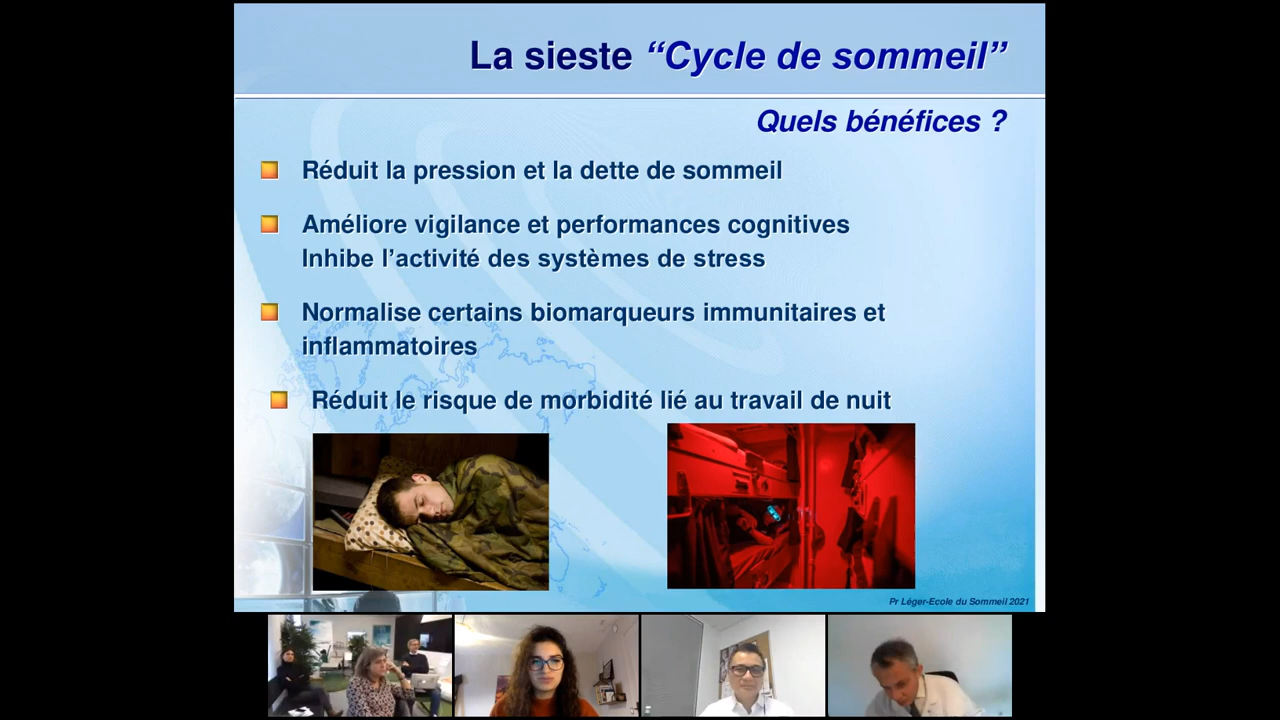 La sieste “Cycle de sommeil”
Quels bénéfices ?
Réduit la pression et la dette de sommeil
Améliore vigilance et performances cognitives
Inhibe l’activité des systèmes de stress
Normalise certains biomarqueurs immunitaires et
inflammatoires
Réduit le risque de morbidité lié au travail de nuit
Pr Léger-Ecole du Sommeil 2021